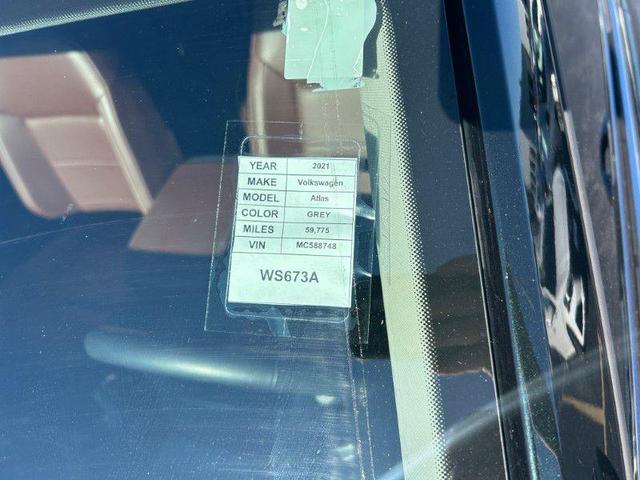 YEAR 2021
MAKE Volkswagen
MODEL Atlas
COLOR GREY
MILES 59,775
VIN MC588748
WS673A